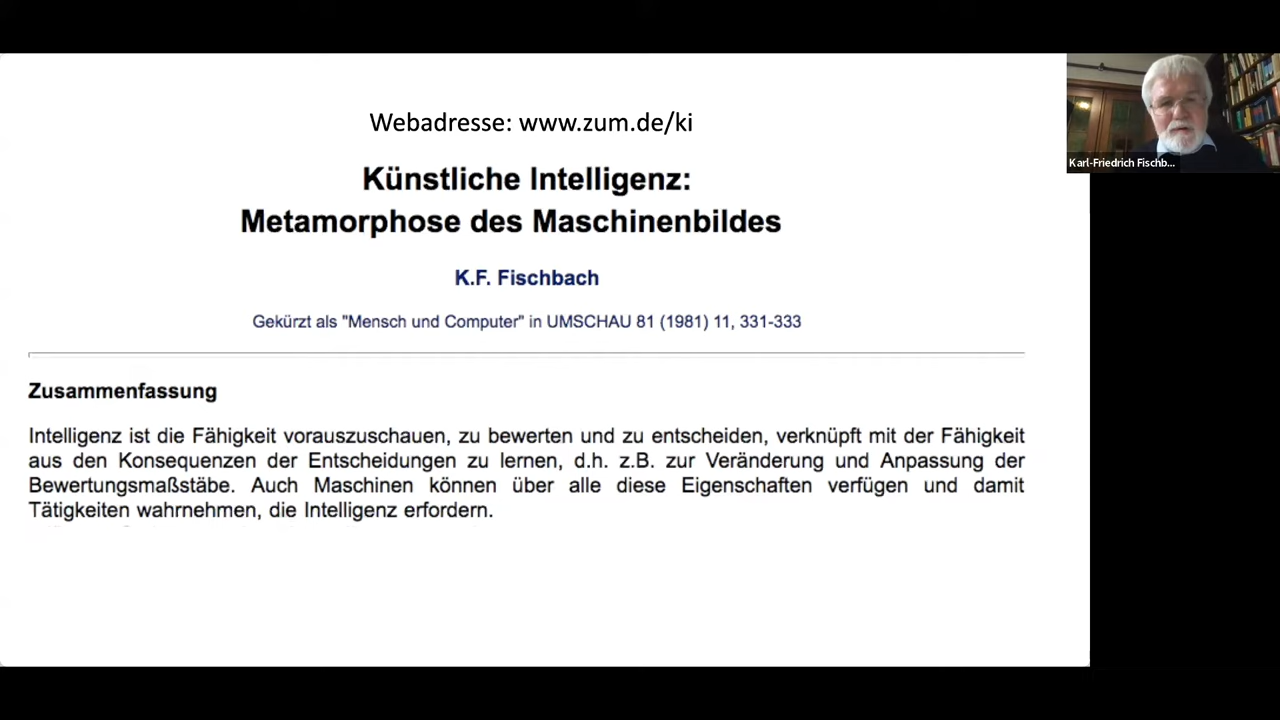 Webadresse: www.zum.de/ki
Künstliche Intelligenz:
Metamorphose des Maschinenbildes
K.F. Fischbach
Gekürzt als "Mensch und Computer" in UMSCHAU 81 (1981) 11, 331-333
Zusammenfassung
Intelligenz ist die Fähigkeit vorauszuschauen, zu bewerten und zu entscheiden, verknüpft mit der Fähigkeit
aus den Konsequenzen der Entscheidungen zu lernen, d.h. z.B. zur Veränderung und Anpassung der
Bewertungsmaßstäbe. Auch Maschinen können über alle diese Eigenschaften verfügen und damit
Tätigkeiten wahrnehmen, die Intelligenz erfordern.
Karl-Friedrich Fischb...